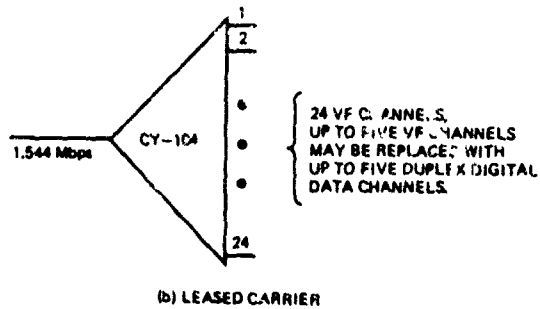 1
2
24 VF CHANNELS,
UP TO FIVE VF CHANNELS
CY-104
MAY BE REPLACED WITH
1.544 Mbps
UP TO FIVE DUPLEX DIGITAL
DATA CHANNELS.
24
(b) LEASED CARRIER